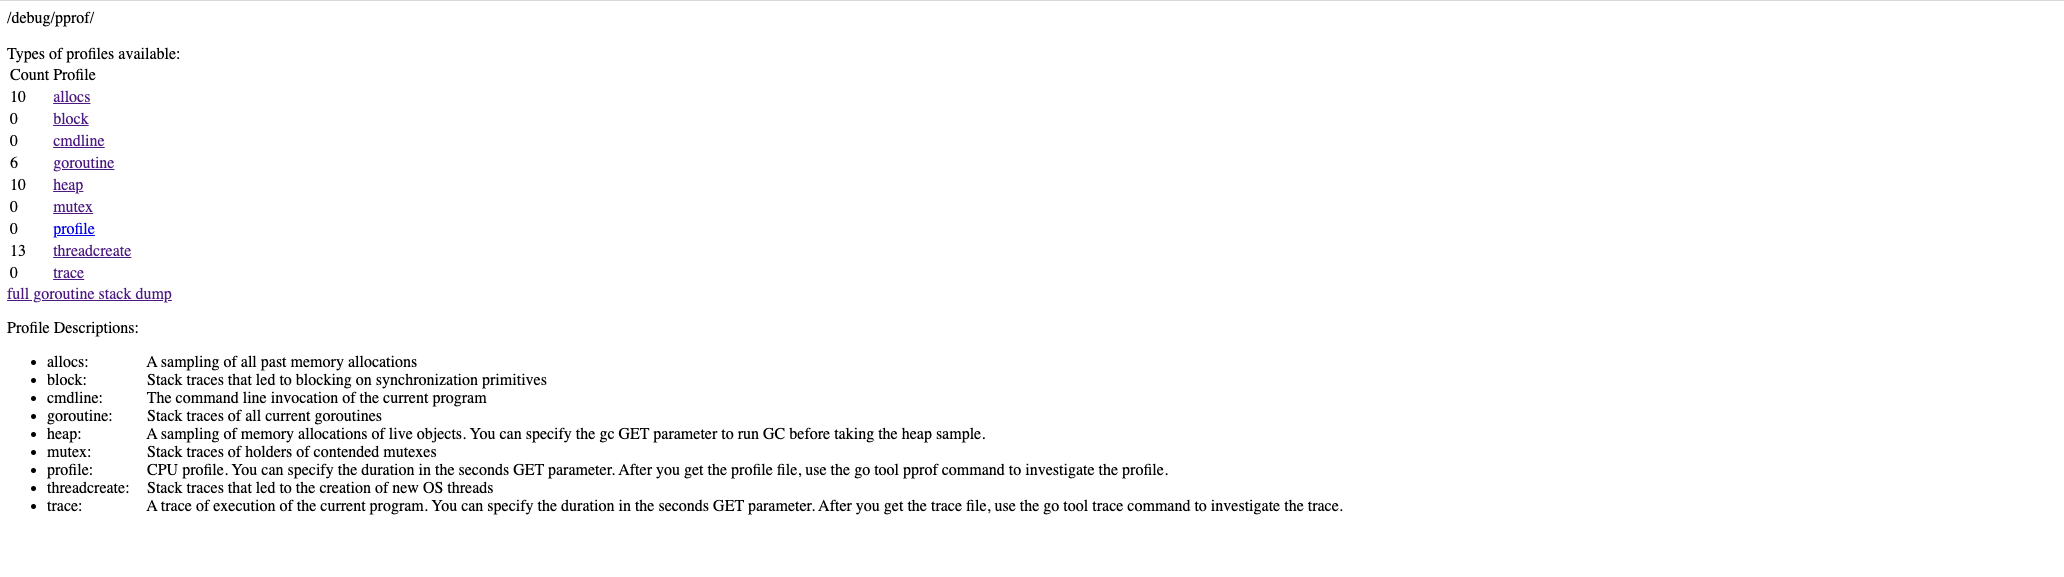 /debug/pprof/
Types of profiles available:
Count Profile
10 allocs
0 block
0 cmdline
6 goroutine
10 heap
0 mutex
0 profile
13 threadcreate
0 trace
full goroutine stack dump
Profile Descriptions:
• allocs: A sampling of all past memory allocations
• block: Stack traces that led to blocking on synchronization primitives
• cmdline: The command line invocation of the current program
• goroutine: Stack traces of all current goroutines
• heap: A sampling of memory allocations of live objects. You can specify the gc GET parameter to run GC before taking the heap sample.
• mutex: Stack traces of holders of contended mutexes
• profile: CPU profile. You can specify the duration in the seconds GET parameter. After you get the profile file, use the go tool pprof command to investigate the profile.
• threadcreate: Stack traces that led to the creation of new OS threads
• trace: A trace of execution of the current program. You can specify the duration in the seconds GET parameter. After you get the trace file, use the go tool trace command to investigate the trace.